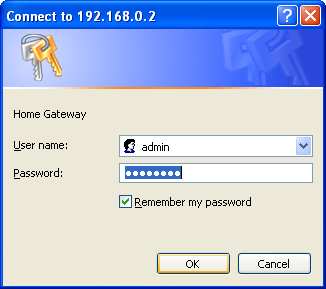 Connect to 192.168.0.2
Home Gateway
User name: admin
Password: ••••••••
Remember my password
OK Cancel